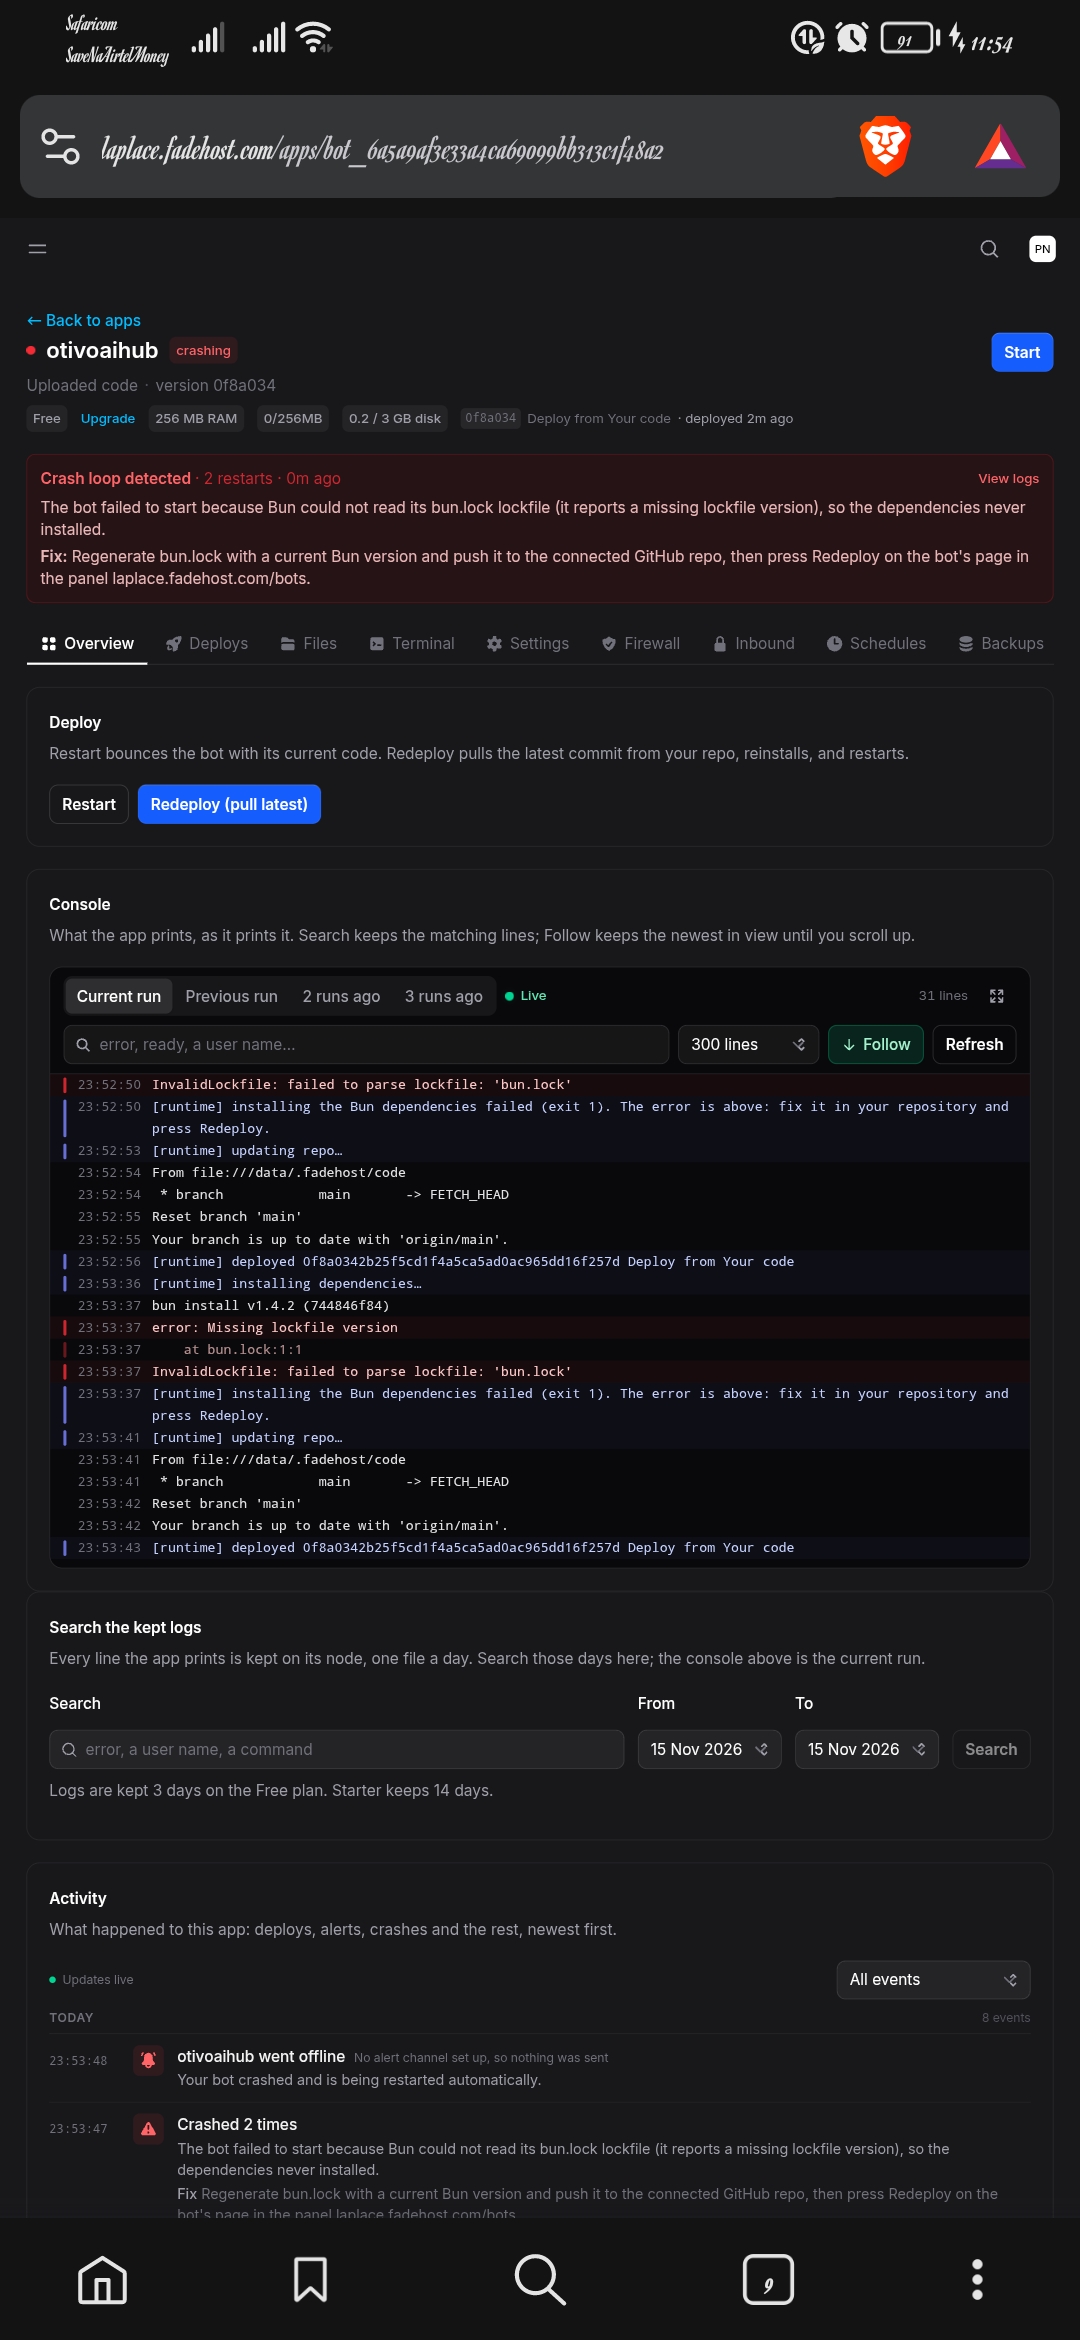 Safaricom
SaveNaAirtelMoney
91
11:54
laplace.fadehost.com/apps/bot_6a5a9af3e33a4ca69099bb313c1f48a2
PN
← Back to apps
otivoaihub crashing
Start
Uploaded code · version 0f8a034
Free Upgrade 256 MB RAM 0/256MB 0.2 / 3 GB disk 0f8a034 Deploy from Your code · deployed 2m ago
Crash loop detected · 2 restarts · 0m ago
View logs
The bot failed to start because Bun could not read its bun.lock lockfile (it reports a missing lockfile version), so the dependencies never
installed.
Fix: Regenerate bun.lock with a current Bun version and push it to the connected GitHub repo, then press Redeploy on the bot's page in
the panel laplace.fadehost.com/bots.
Overview Deploys Files Terminal Settings Firewall Inbound Schedules Backups
Deploy
Restart bounces the bot with its current code. Redeploy pulls the latest commit from your repo, reinstalls, and restarts.
Restart Redeploy (pull latest)
Console
What the app prints, as it prints it. Search keeps the matching lines; Follow keeps the newest in view until you scroll up.
Current run Previous run 2 runs ago 3 runs ago Live 31 lines
error, ready, a user name... 300 lines ↓ Follow Refresh
23:52:50 InvalidLockfile: failed to parse lockfile: 'bun.lock'
23:52:50 [runtime] installing the Bun dependencies failed (exit 1). The error is above: fix it in your repository and
press Redeploy.
23:52:53 [runtime] updating repo…
23:52:54 From file:///data/.fadehost/code
23:52:54 * branch main -> FETCH_HEAD
23:52:55 Reset branch 'main'
23:52:55 Your branch is up to date with 'origin/main'.
23:52:56 [runtime] deployed 0f8a0342b25f5cd1f4a5ca5ad0ac965dd16f257d Deploy from Your code
23:53:36 [runtime] installing dependencies…
23:53:37 bun install v1.4.2 (744846f84)
23:53:37 error: Missing lockfile version
23:53:37 at bun.lock:1:1
23:53:37 InvalidLockfile: failed to parse lockfile: 'bun.lock'
23:53:37 [runtime] installing the Bun dependencies failed (exit 1). The error is above: fix it in your repository and
press Redeploy.
23:53:41 [runtime] updating repo…
23:53:41 From file:///data/.fadehost/code
23:53:41 * branch main -> FETCH_HEAD
23:53:42 Reset branch 'main'
23:53:42 Your branch is up to date with 'origin/main'.
23:53:43 [runtime] deployed 0f8a0342b25f5cd1f4a5ca5ad0ac965dd16f257d Deploy from Your code
Search the kept logs
Every line the app prints is kept on its node, one file a day. Search those days here; the console above is the current run.
Search From To
error, a user name, a command 15 Nov 2026 15 Nov 2026 Search
Logs are kept 3 days on the Free plan. Starter keeps 14 days.
Activity
What happened to this app: deploys, alerts, crashes and the rest, newest first.
Updates live All events
TODAY 8 events
23:53:48 otivoaihub went offline No alert channel set up, so nothing was sent
Your bot crashed and is being restarted automatically.
23:53:47 Crashed 2 times
The bot failed to start because Bun could not read its bun.lock lockfile (it reports a missing lockfile version), so the
dependencies never installed.
Fix Regenerate bun.lock with a current Bun version and push it to the connected GitHub repo, then press Redeploy on the
bot's page in the panel laplace.fadehost.com/bots.
9